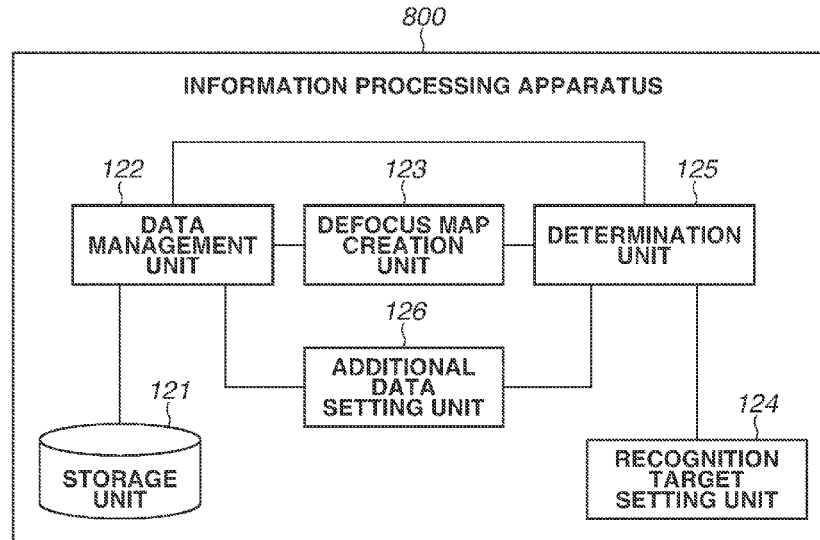 800
INFORMATION PROCESSING APPARATUS
122
DATA
MANAGEMENT
UNIT
123
DEFOCUS MAP
CREATION
UNIT
125
DETERMINATION
UNIT
126
ADDITIONAL
DATA
SETTING UNIT
121
STORAGE
UNIT
124
RECOGNITION
TARGET
SETTING UNIT